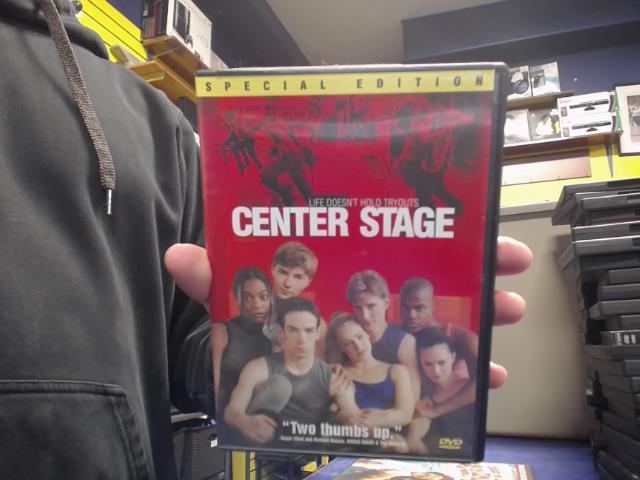 SPECIAL EDITION
LIFE DOESN'T HOLD TRYOUTS
CENTER STAGE
"Two thumbs up."
DVD